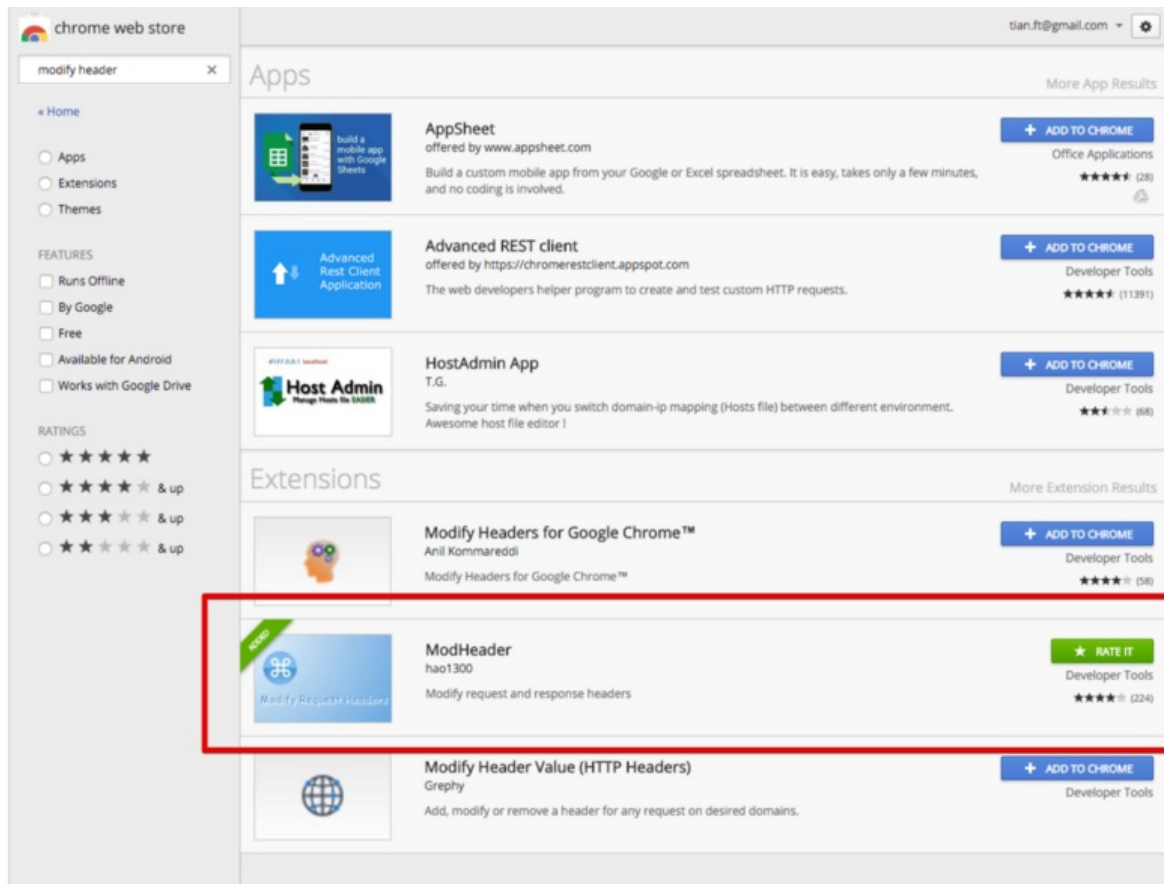 chrome web store
tian.ft@gmail.com
modify header
« Home
Apps
Extensions
Themes
FEATURES
Runs Offline
By Google
Free
Available for Android
Works with Google Drive
RATINGS
& up
& up
& up
Apps
More App Results
build a
mobile app
with Google
Sheets
AppSheet
offered by www.appsheet.com
Build a custom mobile app from your Google or Excel spreadsheet. It is easy, takes only a few minutes,
and no coding is involved.
+ ADD TO CHROME
Office Applications
(28)
Advanced
Rest Client
Application
Advanced REST client
offered by https://chromerestclient.appspot.com
The web developers helper program to create and test custom HTTP requests.
+ ADD TO CHROME
Developer Tools
(11391)
#127.0.0.1 localhost
Host Admin
Manage Hosts file EASIER
HostAdmin App
T.G.
Saving your time when you switch domain-ip mapping (Hosts file) between different environment.
Awesome host file editor !
+ ADD TO CHROME
Developer Tools
(68)
Extensions
More Extension Results
Modify Headers for Google Chrome™
Anil Kommareddi
Modify Headers for Google Chrome™
+ ADD TO CHROME
Developer Tools
(58)
ADDED
Modify Request Headers
ModHeader
hao1300
Modify request and response headers
★ RATE IT
Developer Tools
(224)
Modify Header Value (HTTP Headers)
Grephy
Add, modify or remove a header for any request on desired domains.
+ ADD TO CHROME
Developer Tools